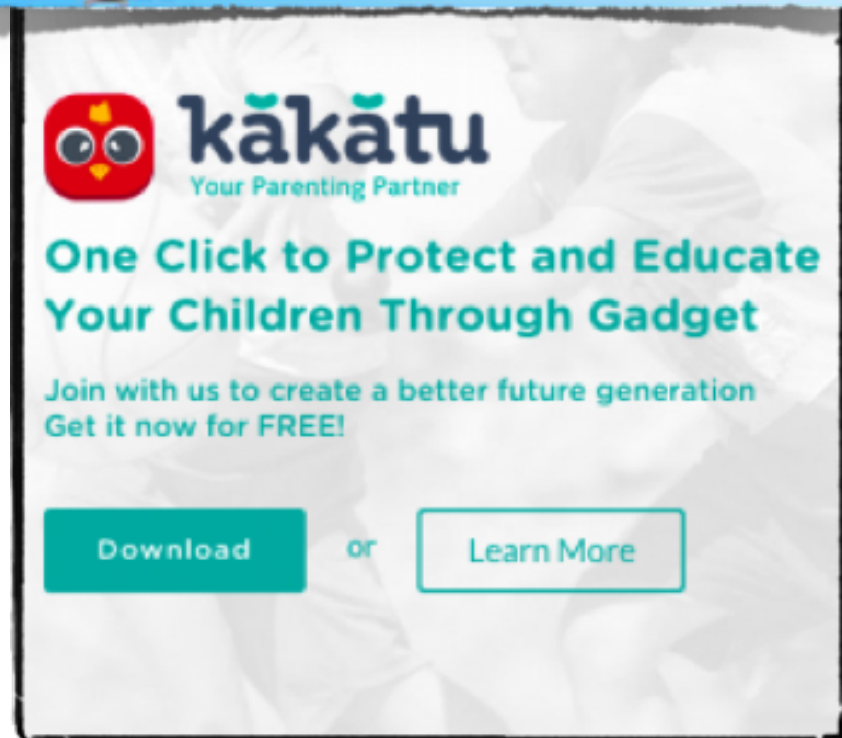 kăkătu
Your Parenting Partner
One Click to Protect and Educate
Your Children Through Gadget
Join with us to create a better future generation
Get it now for FREE!
Download or Learn More